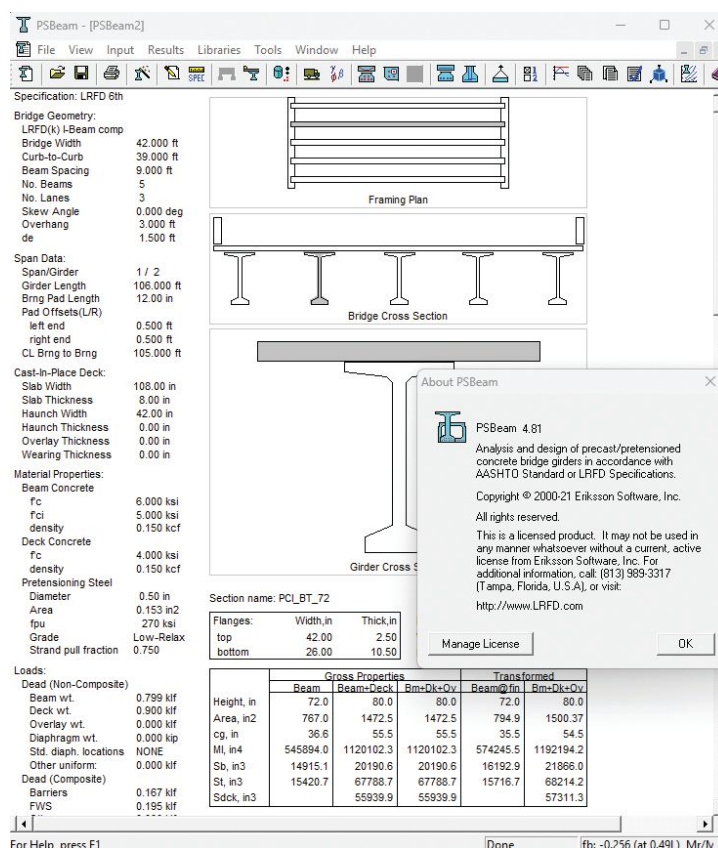 PSBeam - [PSBeam2]
File View Input Results Libraries Tools Window Help
Specification: LRFD 6th
Bridge Geometry:
LRFD(k) I-Beam comp
Bridge Width 42.000 ft
Curb-to-Curb 39.000 ft
Beam Spacing 9.000 ft
No. Beams 5
No. Lanes 3
Skew Angle 0.000 deg
Overhang 3.000 ft
de 1.500 ft
Span Data:
Span/Girder 1 / 2
Girder Length 106.000 ft
Brng Pad Length 12.00 in
Pad Offsets(L/R)
left end 0.500 ft
right end 0.500 ft
CL Brng to Brng 105.000 ft
Cast-In-Place Deck:
Slab Width 108.00 in
Slab Thickness 8.00 in
Haunch Width 42.00 in
Haunch Thickness 0.00 in
Overlay Thickness 0.00 in
Wearing Thickness 0.00 in
Material Properties:
Beam Concrete
f'c 6.000 ksi
f'ci 5.000 ksi
density 0.150 kcf
Deck Concrete
f'c 4.000 ksi
density 0.150 kcf
Pretensioning Steel
Diameter 0.50 in
Area 0.153 in2
fpu 270 ksi
Grade Low-Relax
Strand pull fraction 0.750
Loads:
Dead (Non-Composite)
Beam wt. 0.799 klf
Deck wt. 0.900 klf
Overlay wt. 0.000 klf
Diaphragm wt. 0.000 kip
Std. diaph. locations NONE
Other uniform: 0.000 klf
Dead (Composite)
Barriers 0.167 klf
FWS 0.195 klf
Framing Plan
Bridge Cross Section
Girder Cross S
Section name: PCI_BT_72
Flanges: Width,in Thick,in
top 42.00 2.50
bottom 26.00 10.50
Gross Properties Transformed
Beam Beam+Deck Bm+Dk+Ov Beam@fin Bm+Dk+Ov
Height, in 72.0 80.0 80.0 72.0 80.0
Area, in2 767.0 1472.5 1472.5 794.9 1500.37
cg, in 36.6 55.5 55.5 35.5 54.5
MI, in4 545894.0 1120102.3 1120102.3 574245.5 1192194.2
Sb, in3 14915.1 20190.6 20190.6 16192.9 21866.0
St, in3 15420.7 67788.7 67788.7 15716.7 68214.2
Sdck, in3 55939.9 55939.9 57311.3
About PSBeam
PSBeam 4.81
Analysis and design of precast/pretensioned
concrete bridge girders in accordance with
AASHTO Standard or LRFD Specifications.
Copyright © 2000-21 Eriksson Software, Inc.
All rights reserved.
This is a licensed product. It may not be used in
any manner whatsoever without a current, active
license from Eriksson Software, Inc. For
additional information, call: (813) 989-3317
(Tampa, Florida, U.S.A), or visit:
http://www.LRFD.com
Manage License OK
For Help, press F1 Done fb: -0.256 (at 0.49L) Mr/M